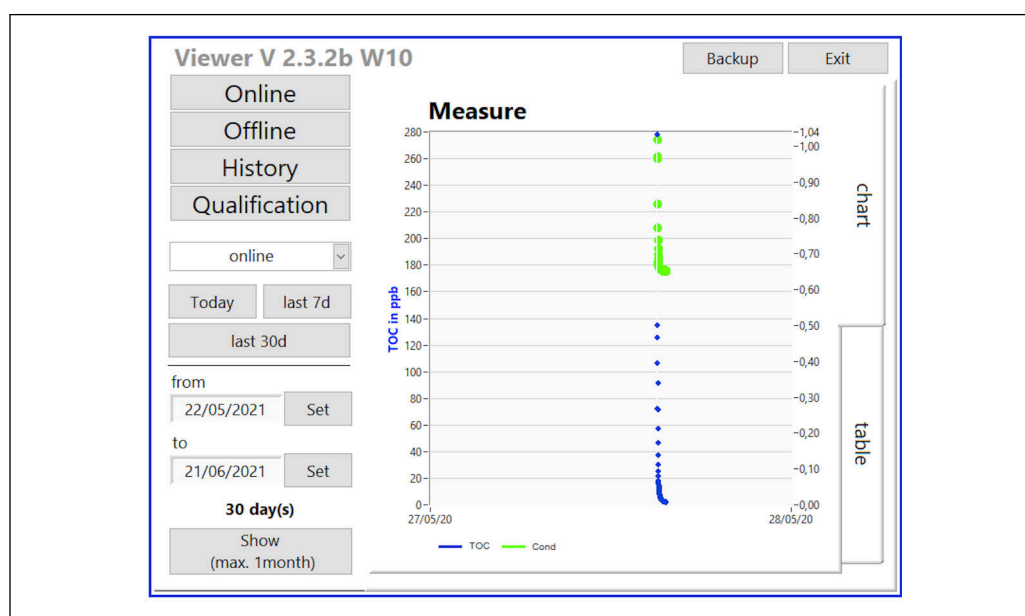 Viewer V 2.3.2b W10
Backup
Exit
Online
Offline
History
Qualification
online
Today
last 7d
last 30d
from
22/05/2021
Set
to
21/06/2021
Set
30 day(s)
Show
(max. 1month)
Measure
TOC in ppb
280
260
240
220
200
180
160
140
120
100
80
60
40
20
0
1,04
1,00
0,90
0,80
0,70
0,60
0,50
0,40
0,30
0,20
0,10
0,00
27/05/20
28/05/20
TOC
Cond
chart
table